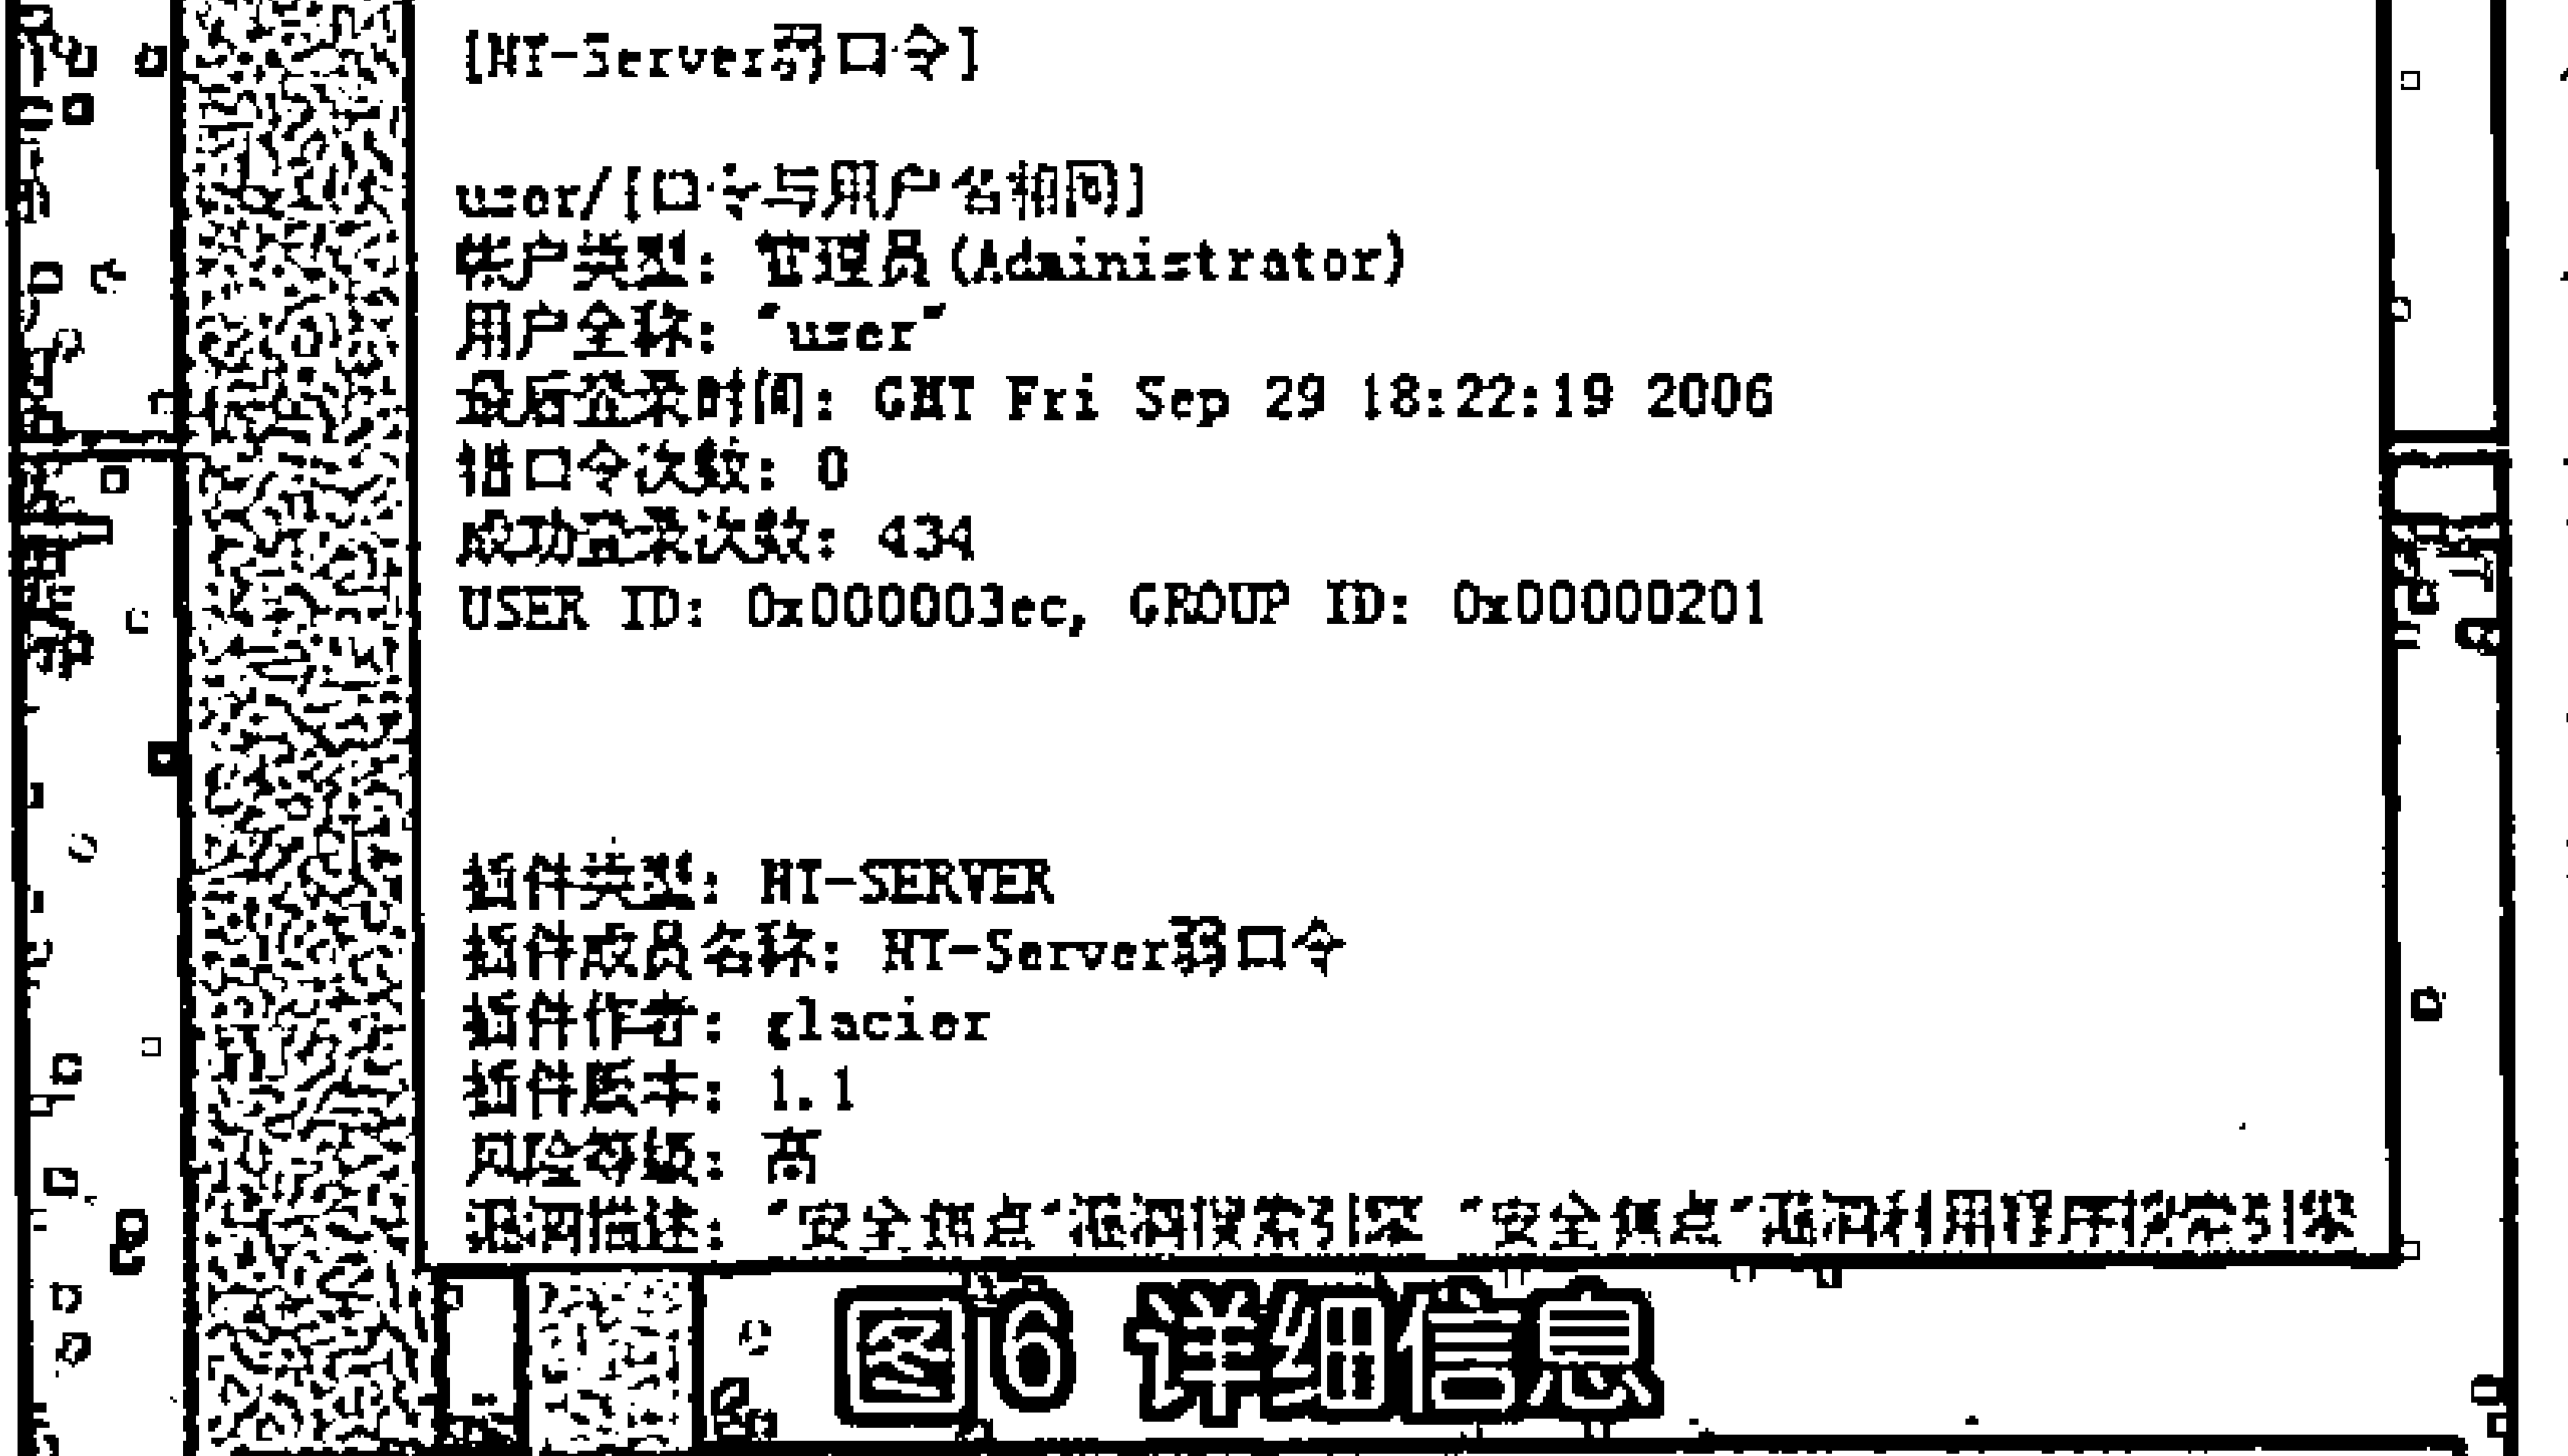 [NT-Server弱口令]
user/[口令与用户名相同]
帐户类型: 管理员(Administrator)
用户全称: "user"
最后登录时间: GMT Fri Sep 29 18:22:19 2006
错口令次数: 0
成功登录次数: 434
USER ID: 0x000003ec, GROUP ID: 0x00000201
插件类型: NT-SERVER
插件成员名称: NT-Server弱口令
插件作者: glacier
插件版本: 1.1
风险等级: 高
漏洞描述: "安全焦点"漏洞搜索引擎 "安全焦点"漏洞利用程序搜索引擎
图6 详细信息